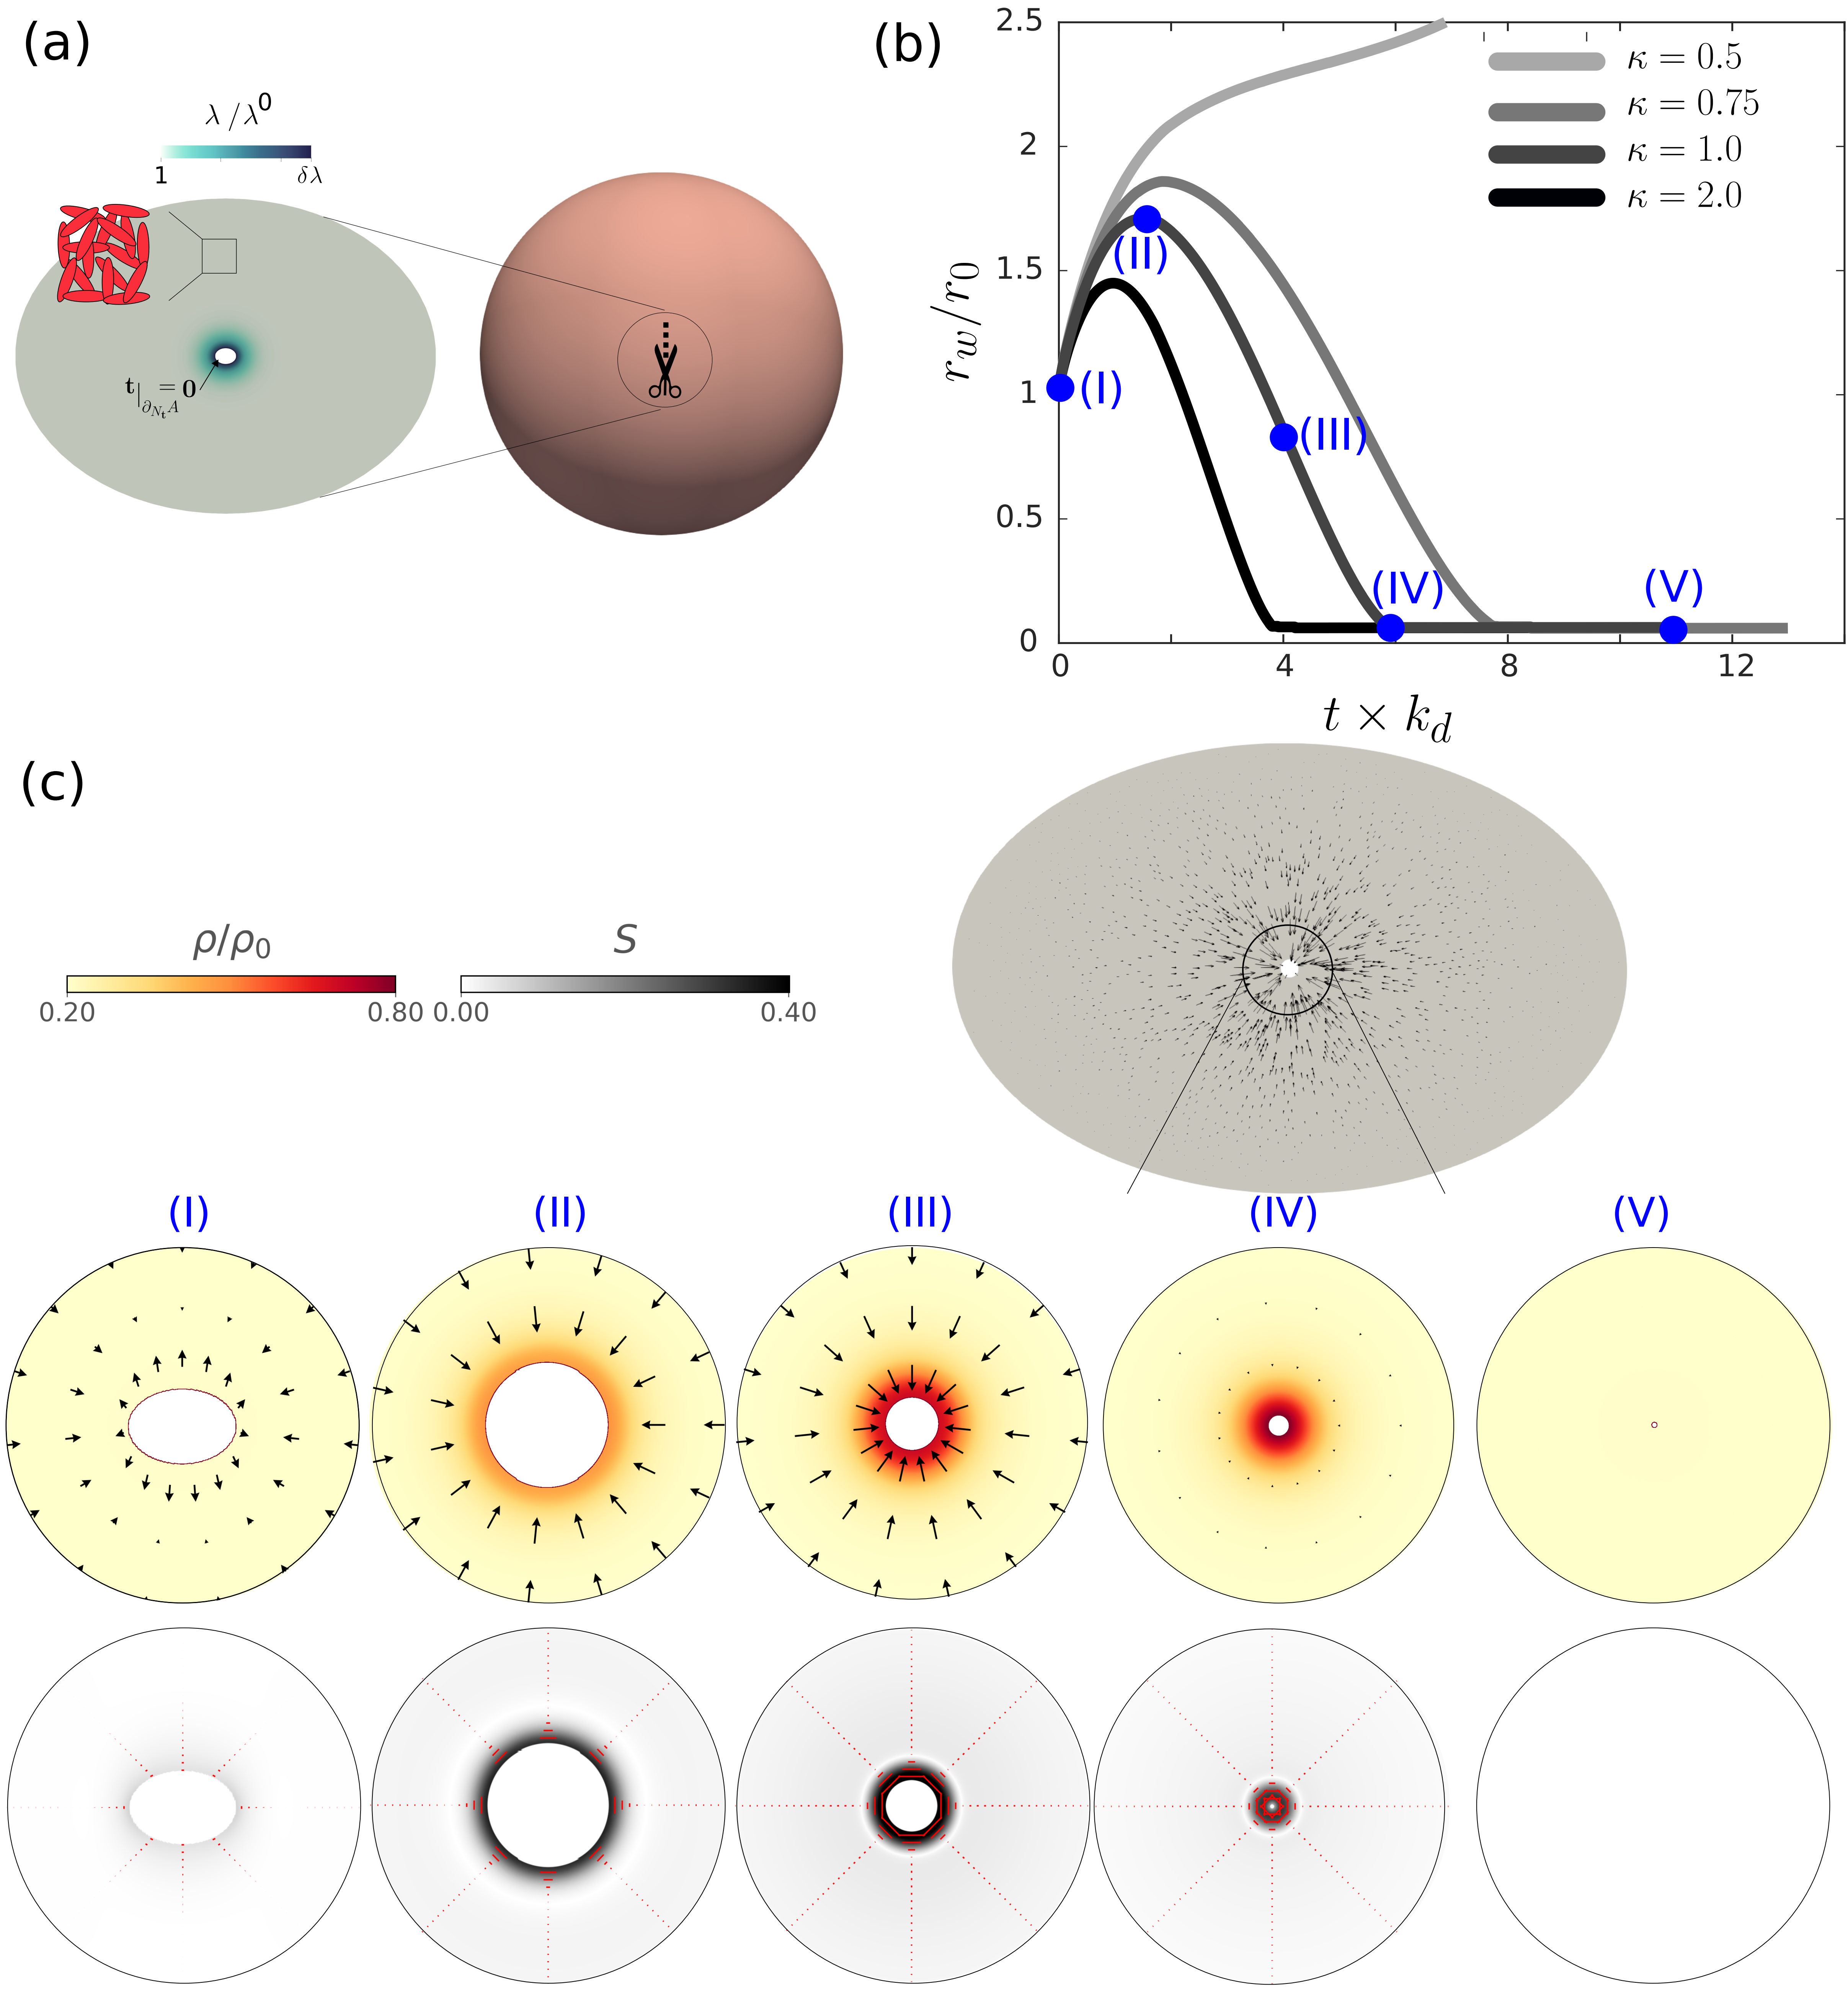 (a)
λ/λ⁰
1 δλ
t|∂_{N_t}A = 0
(b)
r_w/r_0
2.5
2
1.5
1
0.5
0
κ = 0.5
κ = 0.75
κ = 1.0
κ = 2.0
(I)
(II)
(III)
(IV)
(V)
0 4 8 12
t × k_d
(c)
ρ/ρ₀
0.20 0.80
S
0.00 0.40
(I) (II) (III) (IV) (V)